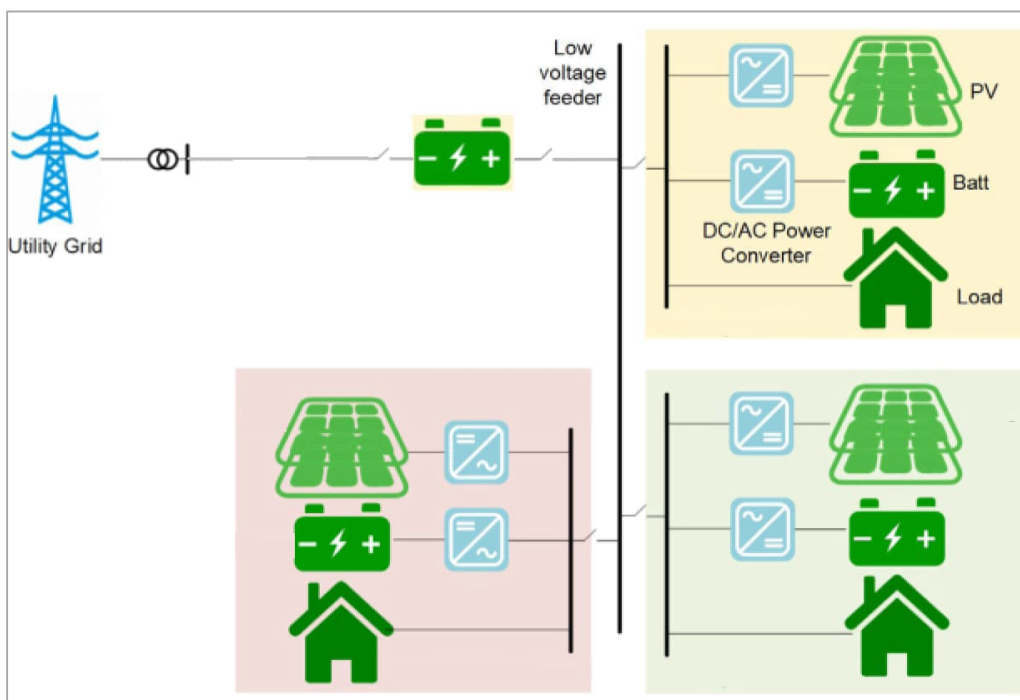 Low
voltage
feeder
PV
Utility Grid
Batt
DC/AC Power
Converter
Load